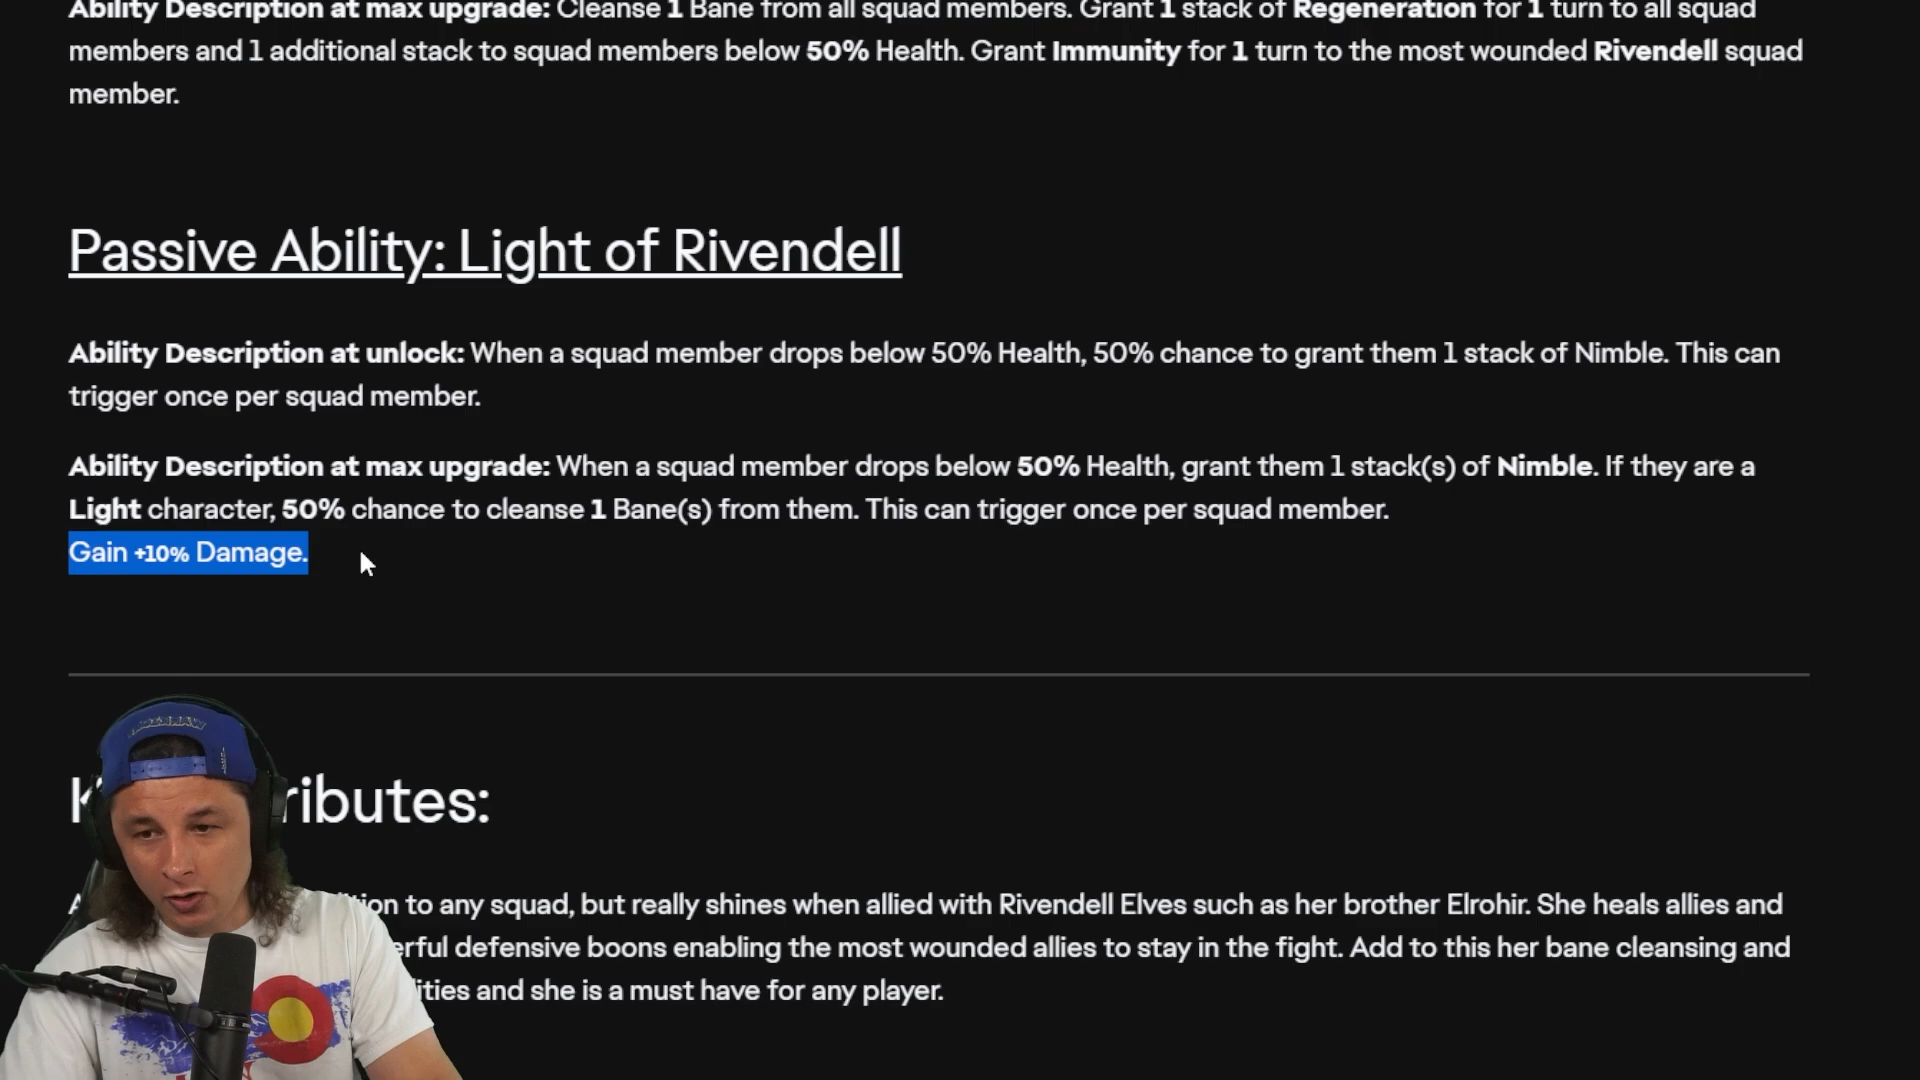 Ability Description at max upgrade: Cleanse 1 Bane from all squad members. Grant 1 stack of Regeneration for 1 turn to all squad
members and 1 additional stack to squad members below 50% Health. Grant Immunity for 1 turn to the most wounded Rivendell squad
member.
Passive Ability: Light of Rivendell
Ability Description at unlock: When a squad member drops below 50% Health, 50% chance to grant them 1 stack of Nimble. This can
trigger once per squad member.
Ability Description at max upgrade: When a squad member drops below 50% Health, grant them 1 stack(s) of Nimble. If they are a
Light character, 50% chance to cleanse 1 Bane(s) from them. This can trigger once per squad member.
Gain +10% Damage.
ributes:
to any squad, but really shines when allied with Rivendell Elves such as her brother Elrohir. She heals allies and
erful defensive boons enabling the most wounded allies to stay in the fight. Add to this her bane cleansing and
ities and she is a must have for any player.